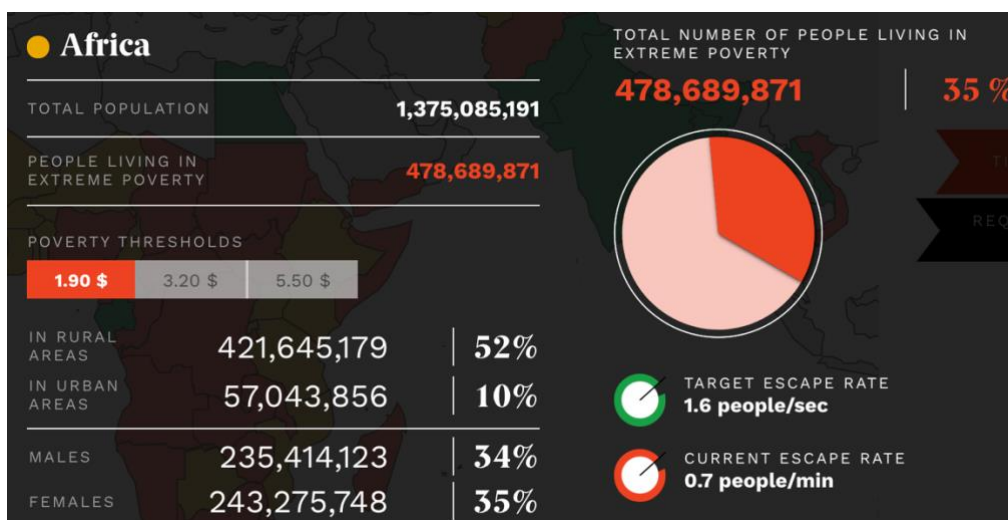 Africa
TOTAL POPULATION 1,375,085,191
PEOPLE LIVING IN
EXTREME POVERTY 478,689,871
POVERTY THRESHOLDS
1.90 $ 3.20 $ 5.50 $
IN RURAL
AREAS 421,645,179 52%
IN URBAN
AREAS 57,043,856 10%
MALES 235,414,123 34%
FEMALES 243,275,748 35%
TOTAL NUMBER OF PEOPLE LIVING IN
EXTREME POVERTY
478,689,871 35 %
TARGET ESCAPE RATE
1.6 people/sec
CURRENT ESCAPE RATE
0.7 people/min